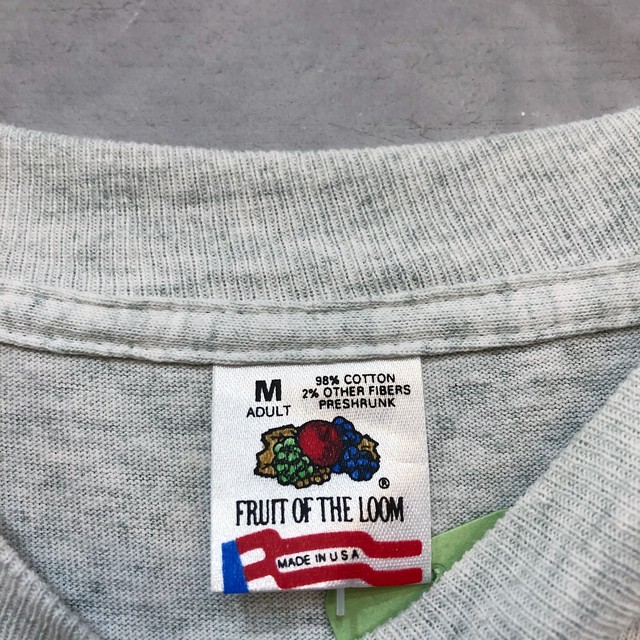 M
ADULT
98% COTTON
2% OTHER FIBERS
PRESHRUNK
®
FRUIT OF THE LOOM
MADE IN USA